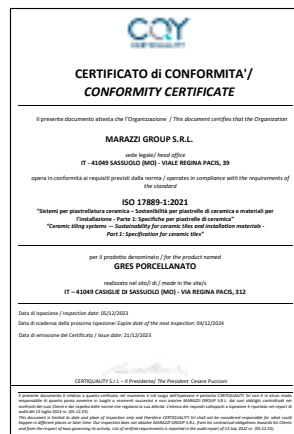 CQY
CERTIQUALITY
CERTIFICATO di CONFORMITA'/
CONFORMITY CERTIFICATE
Il presente documento attesta che l'Organizzazione / This document certifies that the Organization
MARAZZI GROUP S.R.L.
sede legale/ head office
IT - 41049 SASSUOLO (MO) - VIALE REGINA PACIS, 39
opera in conformità ai requisiti previsti dalla norma / operates in compliance with the requirements of
the standard
ISO 17889-1:2021
"Sistemi per piastrellatura ceramica – Sostenibilità per piastrelle di ceramica e materiali per
l'installazione - Parte 1: Specifiche per piastrelle di ceramica"
"Ceramic tiling systems — Sustainability for ceramic tiles and installation materials -
Part 1: Specification for ceramic tiles"
per il prodotto denominato / for the product named
GRES PORCELLANATO
realizzato nel sito/i di / made in the site/s
IT – 41049 CASIGLIE DI SASSUOLO (MO) - VIA REGINA PACIS, 312
Data di Ispezione / Inspection date: 05/12/2023
Data di scadenza della prossima Ispezione/ Expire date of the next inspection: 04/12/2024
Data di emissione del Certificato / Issue date: 21/12/2023
CERTIQUALITY S.r.l. – Il Presidente/ The President Cesare Puccioni